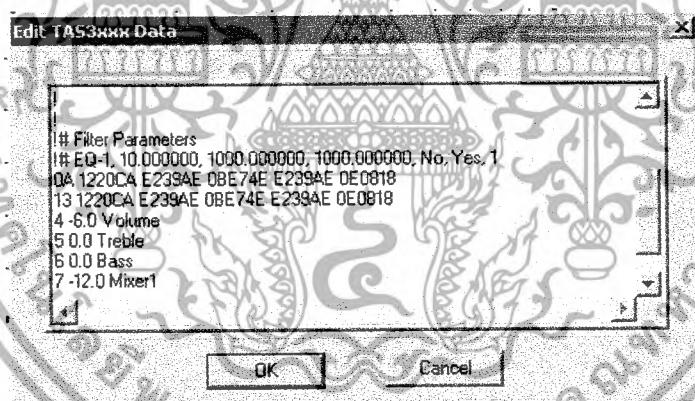 Edit TAS3xxx Data
!
!# Filter Parameters
!# EQ-1, 10.000000, 1000.000000, 1000.000000, No, Yes, 1
0A 1220CA E239AE 0BE74E E239AE 0E0818
13 1220CA E239AE 0BE74E E239AE 0E0818
4 -6.0 Volume
5 0.0 Treble
6 0.0 Bass
7 -12.0 Mixer1
OK Cancel